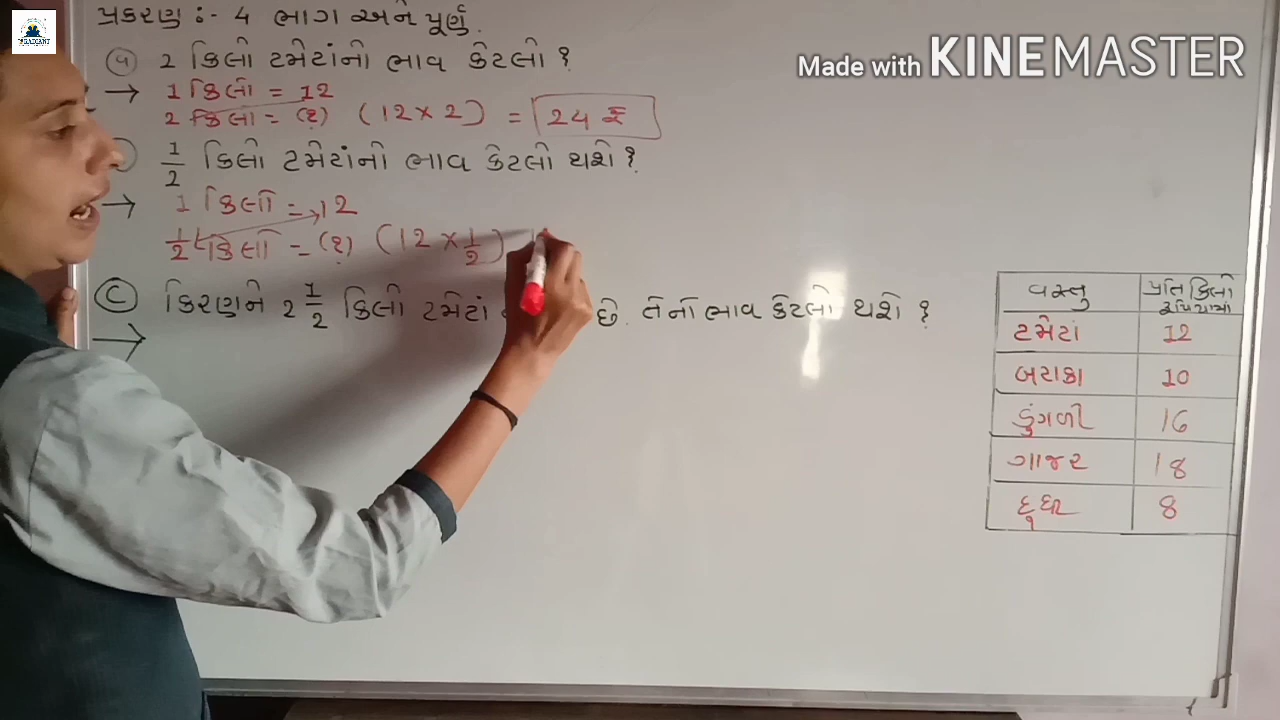 પ્રકરણ :- 4 ભાગ અને પૂર્ણ.
Made with KINEMASTER
(a) 2 કિલો ટમેટાંનો ભાવ કેટલો ?
→ 1 કિલો = 12
2 કિલો = (?) (12 × 2) = 24 ₹
1/2 કિલો ટમેટાંનો ભાવ કેટલો થશે ?
→ 1 કિલો = 12
1/2 કિલો = (?) (12 × 1/2)
(c) કિરણને 2 1/2 કિલો ટમેટાં છે. તેનો ભાવ કેટલો થશે ?
→
વસ્તુ પ્રતિ કિલો રૂપિયામાં
ટમેટાં 12
બટાકા 10
ડુંગળી 16
ગાજર 18
દૂધી 8